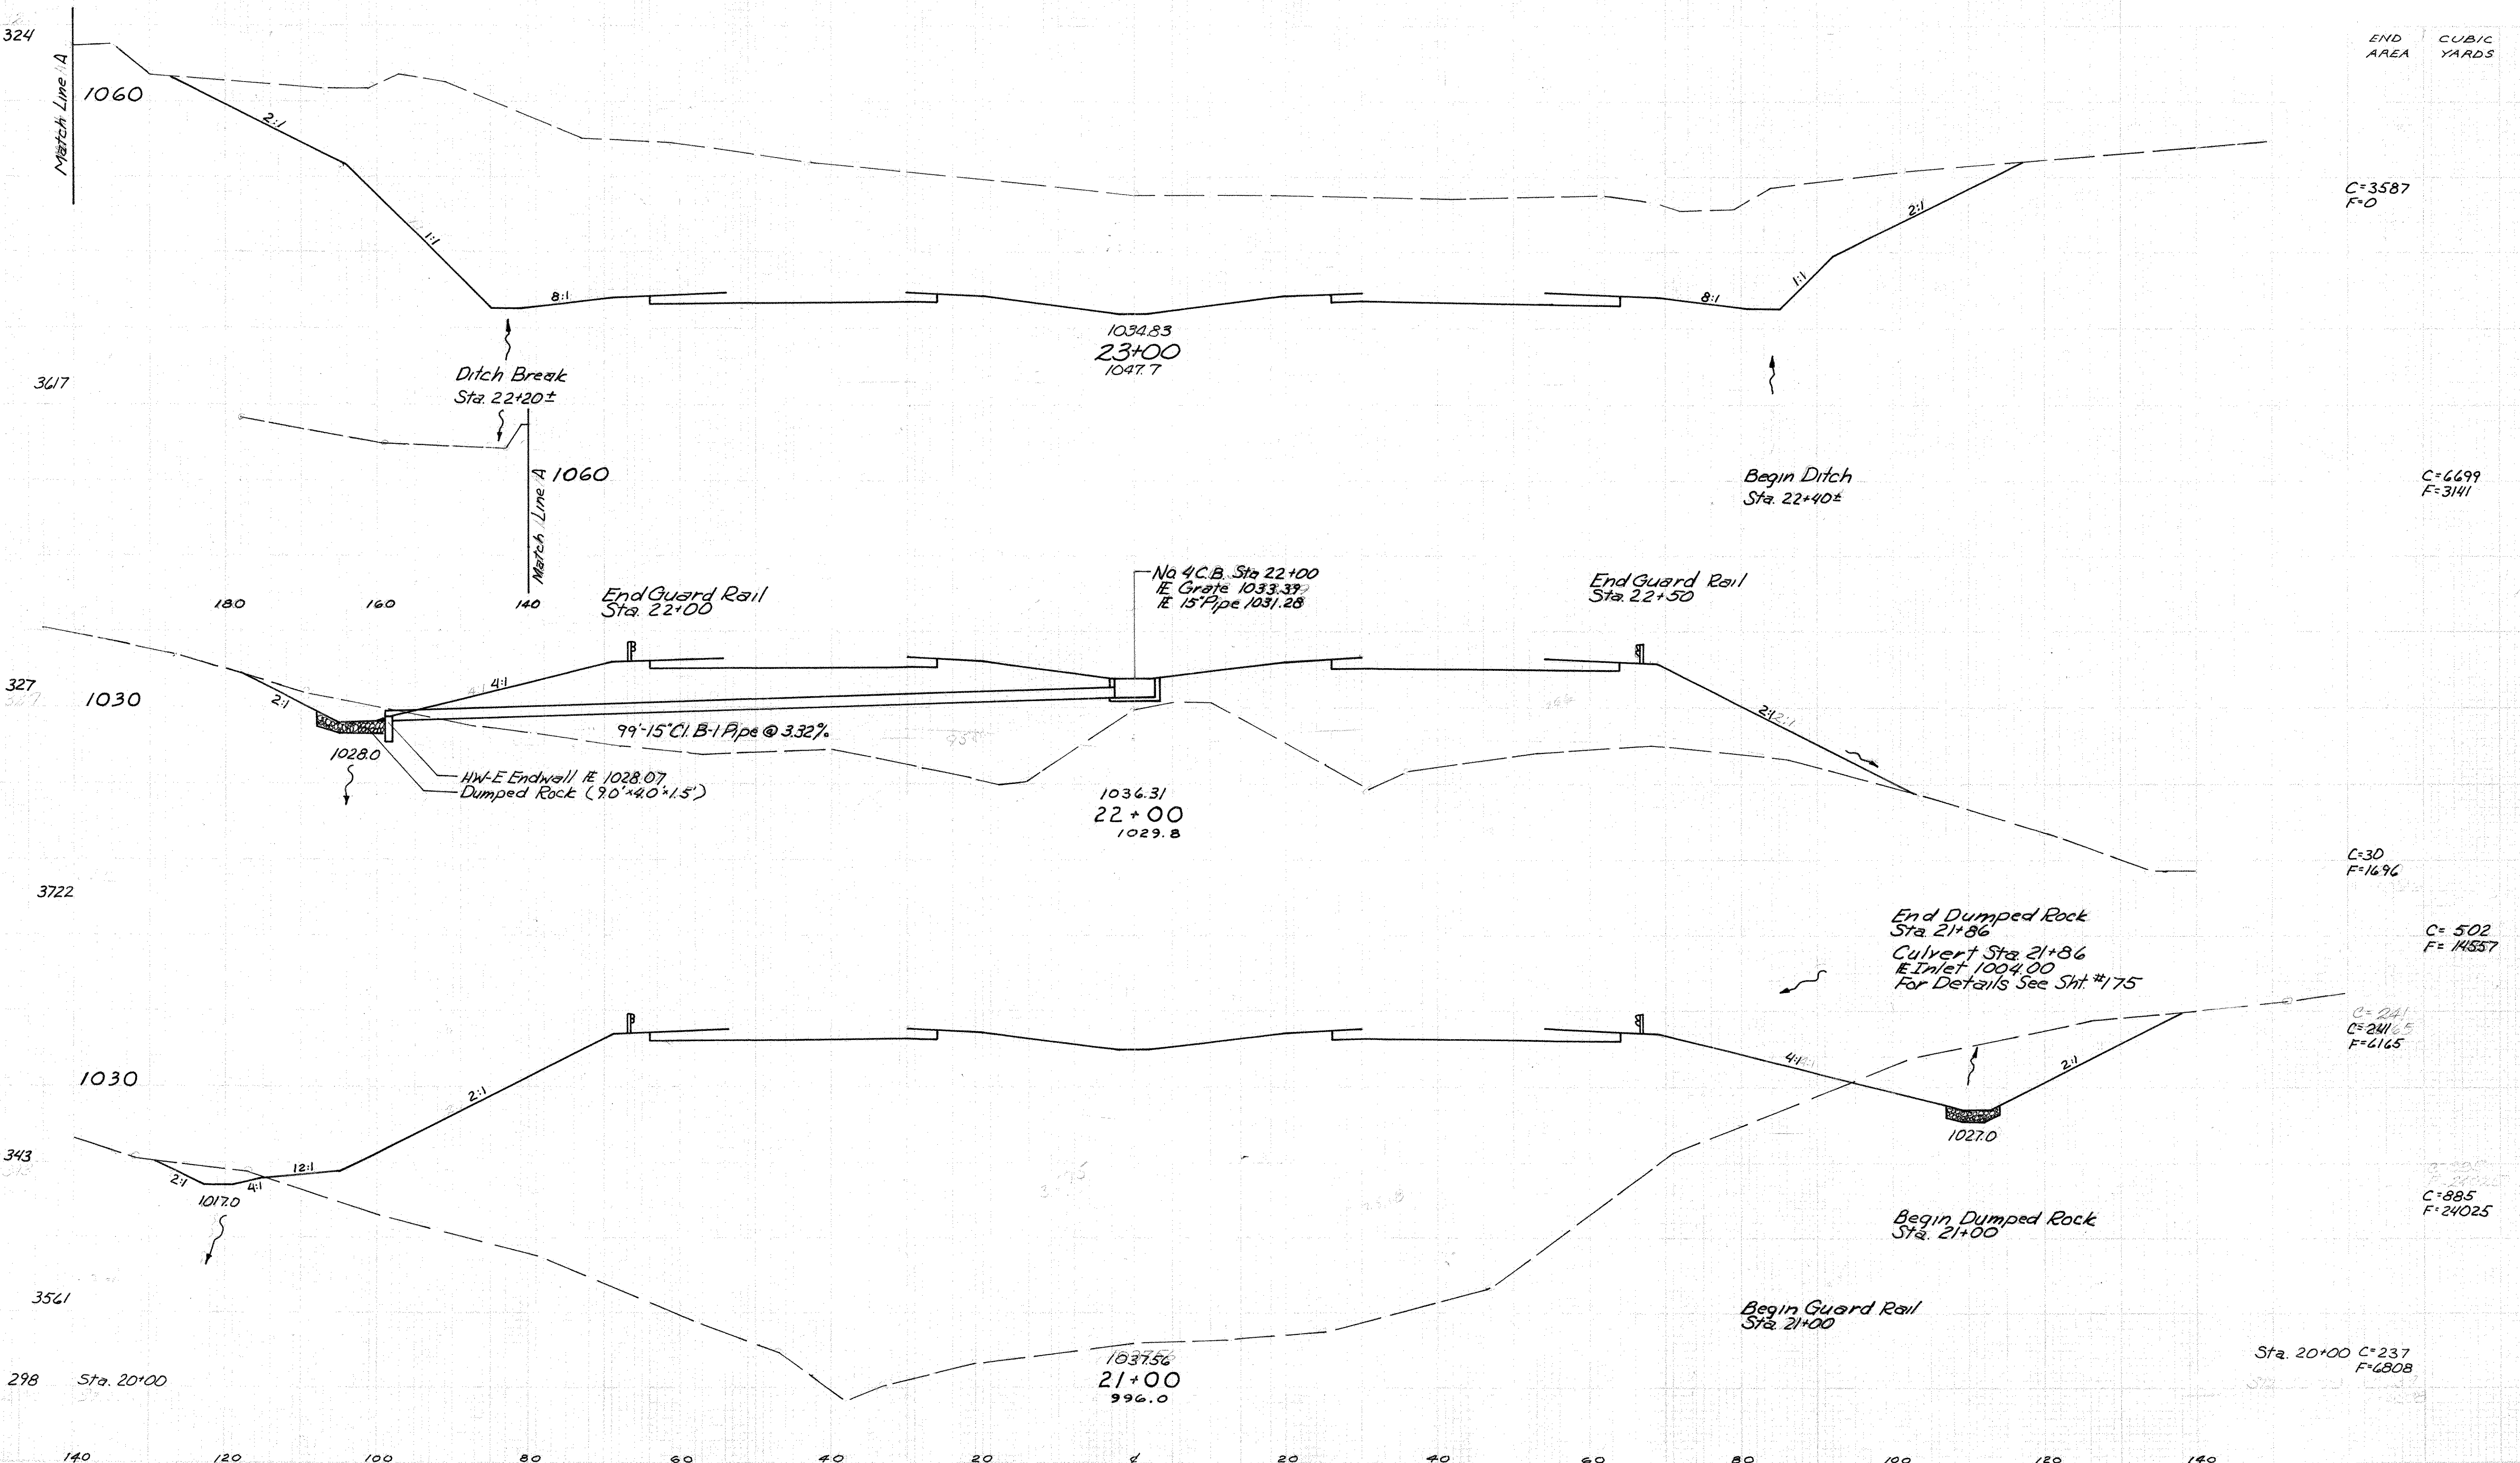 324
Match Line A
1060
END AREA
CUBIC YARDS
2:1
1:1
8:1
8:1
1:1
2:1
C=3587
F=0
1034.83
23+00
1047.7
Ditch Break
Sta. 22+20±
3617
Match Line A
1060
Begin Ditch
Sta. 22+40±
C=6699
F=3141
180 160 140
End Guard Rail
Sta. 22+00
No. 4 C.B. Sta 22+00
FE Grate 1033.39
FE 15" Pipe 1031.28
End Guard Rail
Sta. 22+50
327
1030
2:1
4:1
99'-15" Cl. B-1 Pipe @ 3.32%
2:1
1028.0
HW-E Endwall FE 1028.07
Dumped Rock (9.0'x4.0'x1.5')
1036.31
22+00
1029.8
C=30
F=1696
3722
End Dumped Rock
Sta. 21+86
Culvert Sta. 21+86
FE Inlet 1004.00
For Details See Sht. #175
C= 502
F= 14557
C=241
F=6165
1030
2:1
4:1
2:1
1027.0
343
2:1
4:1
12:1
1017.0
C=885
F=24025
Begin Dumped Rock
Sta. 21+00
3561
Begin Guard Rail
Sta. 21+00
1037.56
21+00
996.0
298 Sta. 20+00
Sta. 20+00 C=237
F=6808
140 120 100 80 60 40 20 ₵ 20 40 60 80 100 120 140